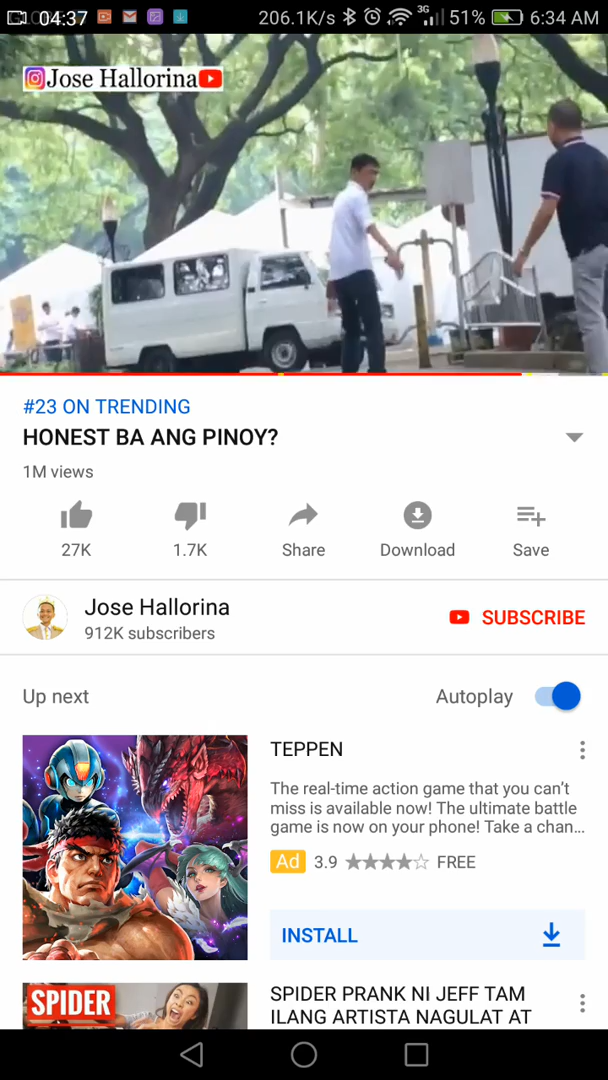 04:37 206.1K/s 3G 51% 6:34 AM
Jose Hallorina
#23 ON TRENDING
HONEST BA ANG PINOY?
1M views
27K 1.7K Share Download Save
Jose Hallorina
912K subscribers
SUBSCRIBE
Up next Autoplay
TEPPEN
The real-time action game that you can't
miss is available now! The ultimate battle
game is now on your phone! Take a chan...
Ad 3.9 FREE
INSTALL
SPIDER
SPIDER PRANK NI JEFF TAM
ILANG ARTISTA NAGULAT AT